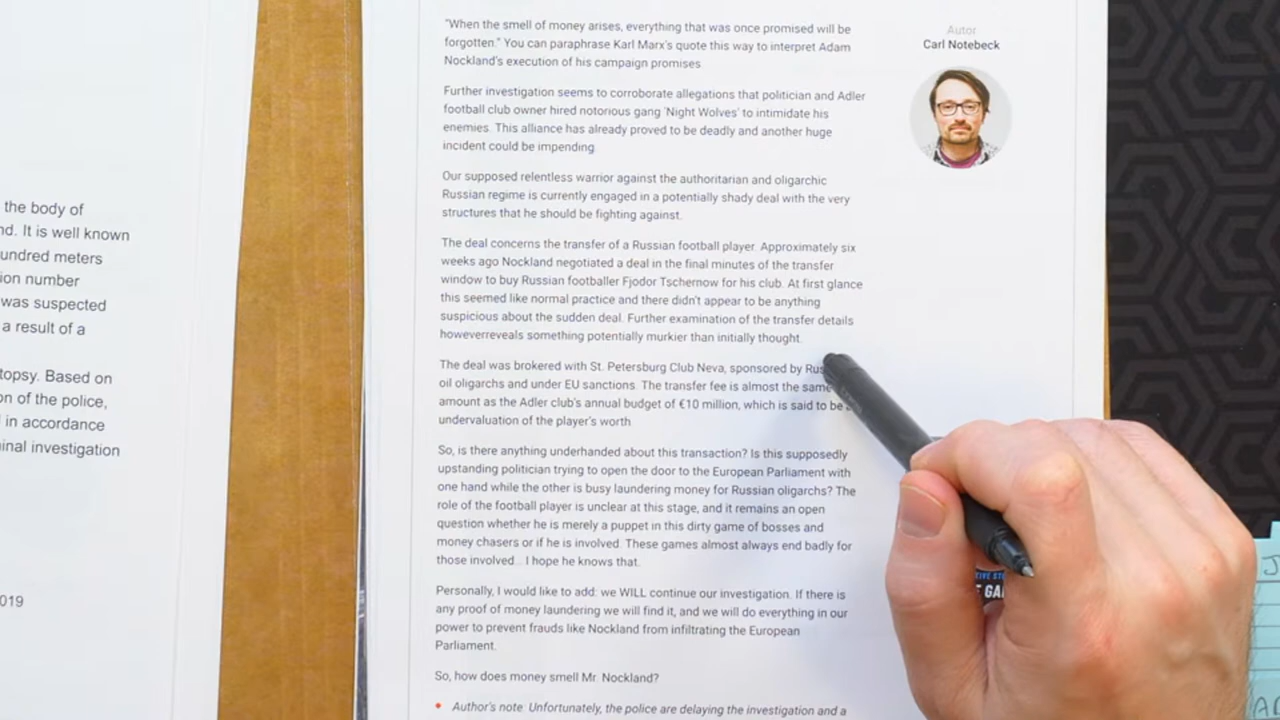 the body of
nd. It is well known
undred meters
ion number
was suspected
a result of a
topsy. Based on
on of the police,
in accordance
inal investigation
019
"When the smell of money arises, everything that was once promised will be
forgotten." You can paraphrase Karl Marx's quote this way to interpret Adam
Nockland's execution of his campaign promises.
Further investigation seems to corroborate allegations that politician and Adler
football club owner hired notorious gang 'Night Wolves' to intimidate his
enemies. This alliance has already proved to be deadly and another huge
incident could be impending.
Our supposed relentless warrior against the authoritarian and oligarchic
Russian regime is currently engaged in a potentially shady deal with the very
structures that he should be fighting against.
The deal concerns the transfer of a Russian football player. Approximately six
weeks ago Nockland negotiated a deal in the final minutes of the transfer
window to buy Russian footballer Fjodor Tschernow for his club. At first glance
this seemed like normal practice and there didn't appear to be anything
suspicious about the sudden deal. Further examination of the transfer details
howeverreveals something potentially murkier than initially thought.
The deal was brokered with St. Petersburg Club Neva, sponsored by Rus
oil oligarchs and under EU sanctions. The transfer fee is almost the same
amount as the Adler club's annual budget of €10 million, which is said to be a
undervaluation of the player's worth
So, is there anything underhanded about this transaction? Is this supposedly
upstanding politician trying to open the door to the European Parliament with
one hand while the other is busy laundering money for Russian oligarchs? The
role of the football player is unclear at this stage, and it remains an open
question whether he is merely a puppet in this dirty game of bosses and
money chasers or if he is involved. These games almost always end badly for
those involved... I hope he knows that.
Personally, I would like to add: we WILL continue our investigation. If there is
any proof of money laundering we will find it, and we will do everything in our
power to prevent frauds like Nockland from infiltrating the European
Parliament.
So, how does money smell Mr. Nockland?
Author's note: Unfortunately, the police are delaying the investigation and a
Autor
Carl Notebeck